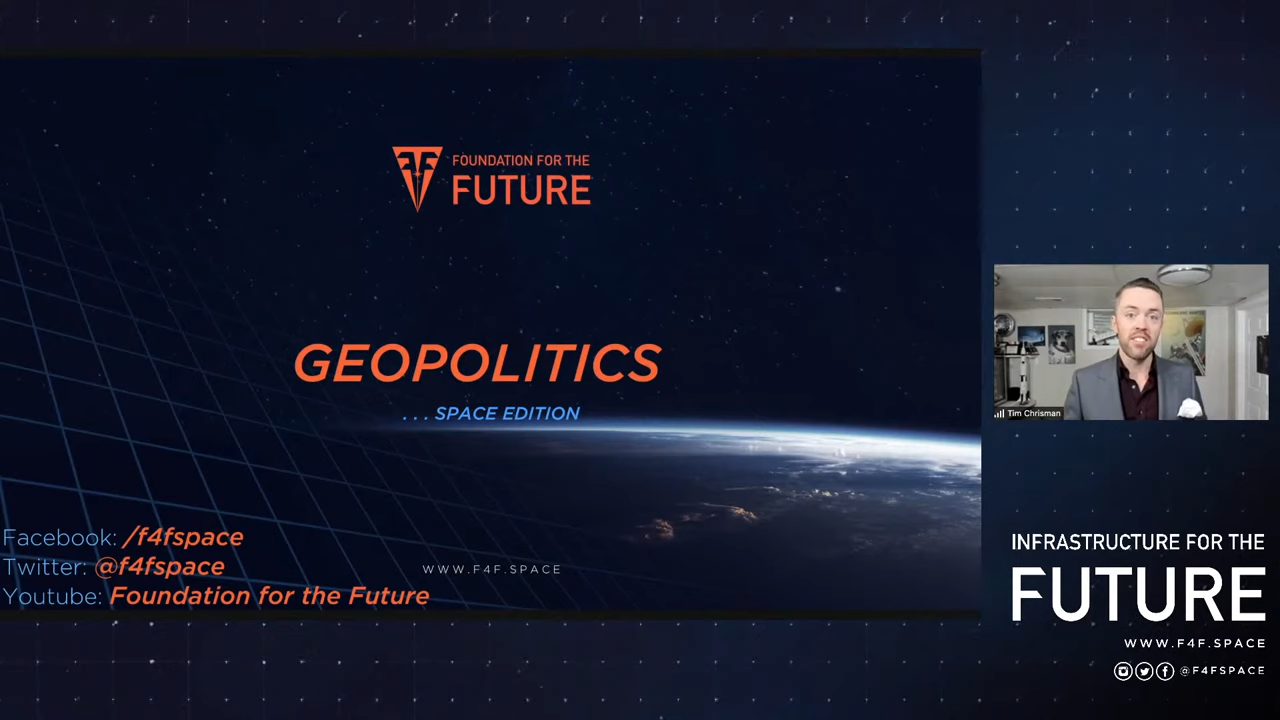 FOUNDATION FOR THE
FUTURE
GEOPOLITICS
. . . SPACE EDITION
Facebook: /f4fspace
Twitter: @f4fspace
Youtube: Foundation for the Future
WWW.F4F.SPACE
Tim Chrisman
INFRASTRUCTURE FOR THE
FUTURE
WWW.F4F.SPACE
@F4FSPACE